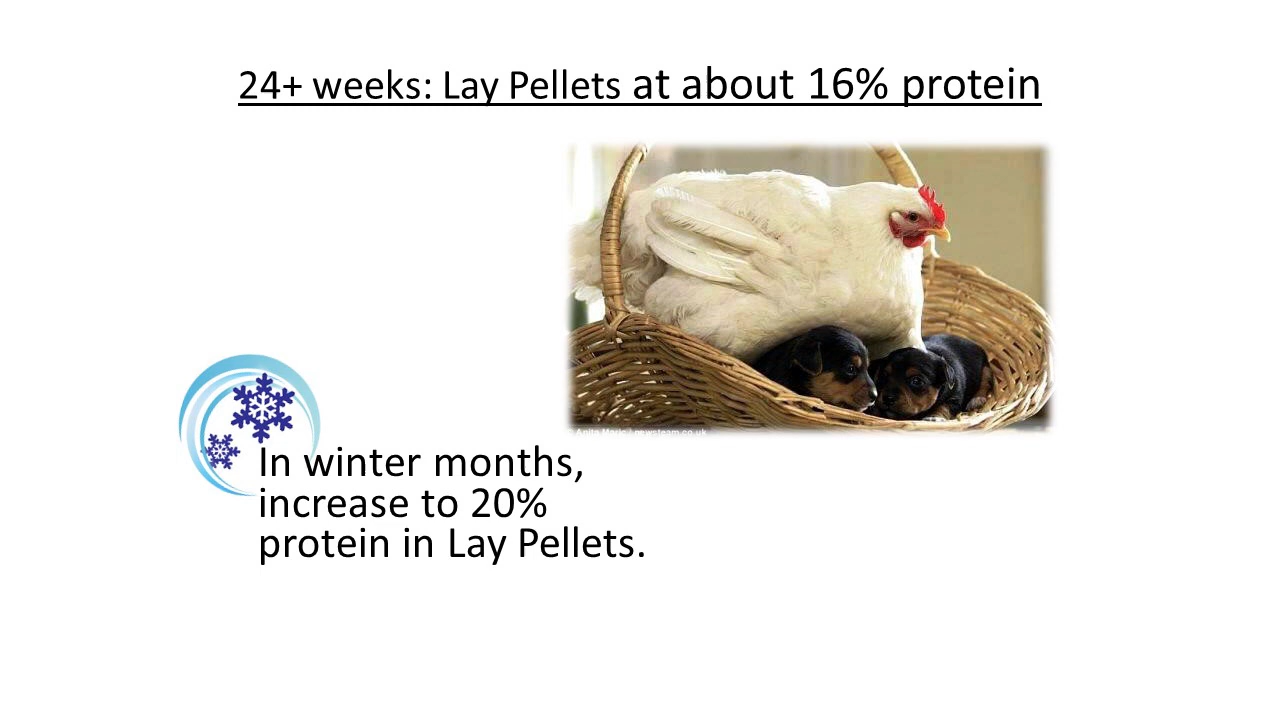 24+ weeks: Lay Pellets at about 16% protein
In winter months,
increase to 20%
protein in Lay Pellets.